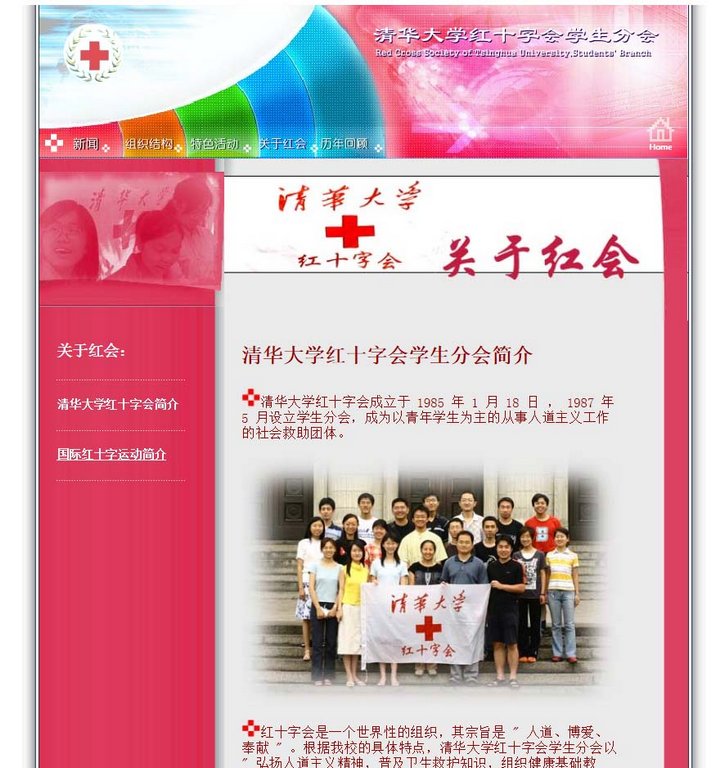 清华大学红十字会学生分会
Red Cross Society of Tsinghua University,Students' Branch
新闻 组织结构 特色活动 关于红会 历年回顾
Home
清華大学
清華大学
红十字会
关于红会
关于红会：
清华大学红十字会简介
国际红十字运动简介
清华大学红十字会学生分会简介
清华大学红十字会成立于 1985 年 1 月 18 日 ， 1987 年
5 月设立学生分会，成为以青年学生为主的从事人道主义工作
的社会救助团体。
清華大学
红十字会
红十字会是一个世界性的组织，其宗旨是 " 人道、博爱、
奉献 " 。根据我校的具体特点，清华大学红十字会学生分会以
" 弘扬人道主义精神，普及卫生救护知识，组织健康基础教